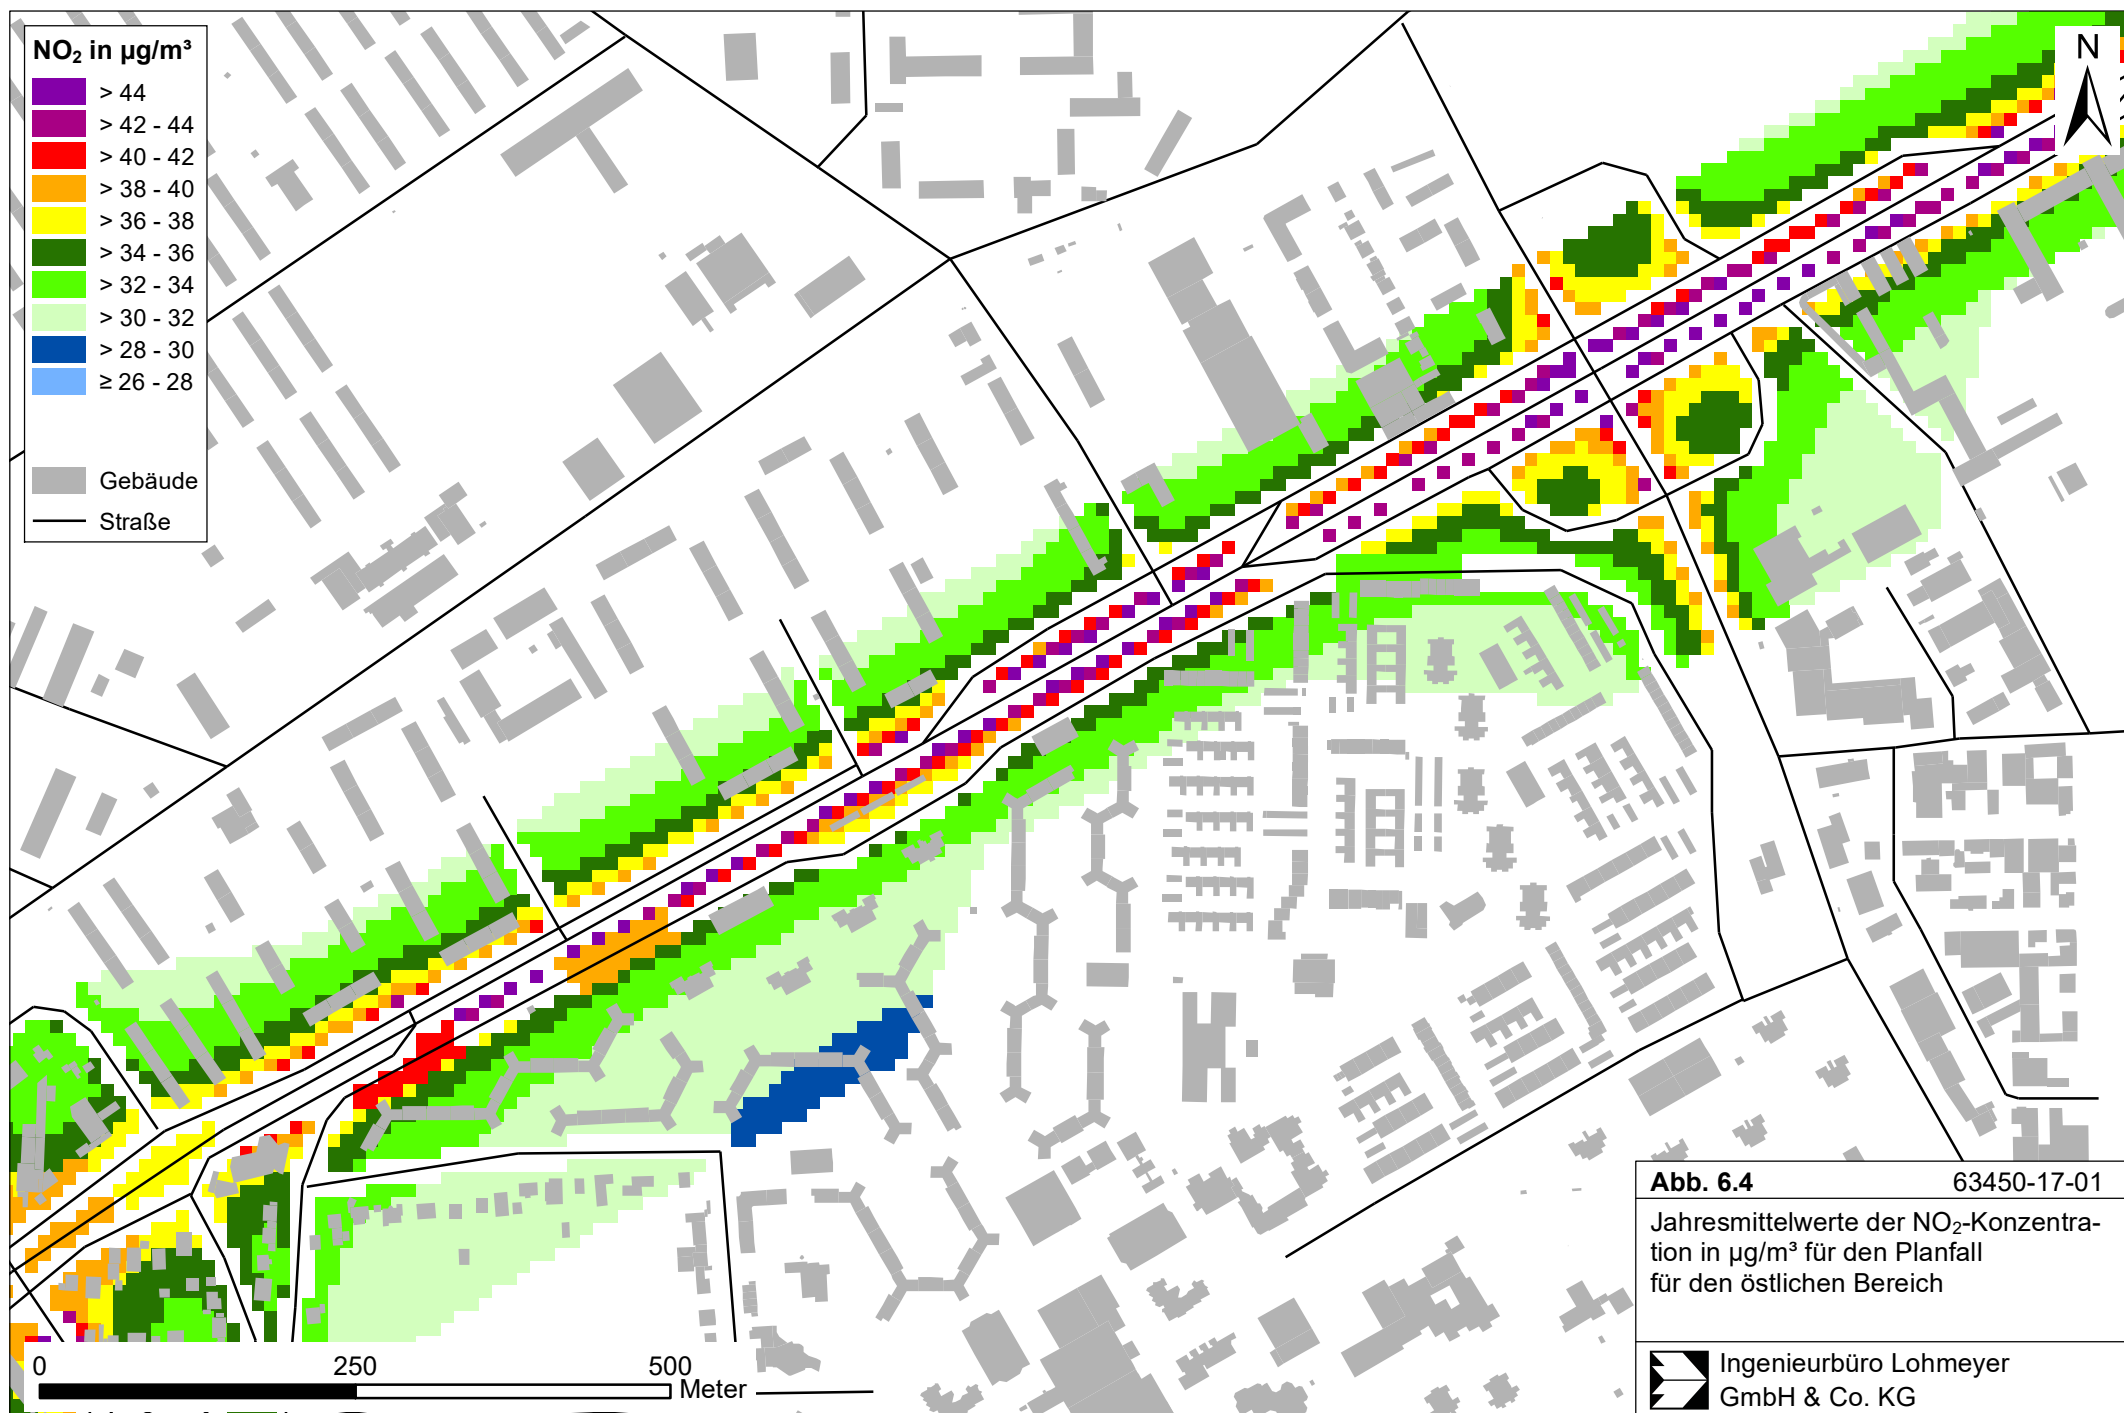 NO₂ in µg/m³
> 44
> 42 - 44
> 40 - 42
> 38 - 40
> 36 - 38
> 34 - 36
> 32 - 34
> 30 - 32
> 28 - 30
≥ 26 - 28
Gebäude
Straße
N
0 250 500
Meter
Abb. 6.4 63450-17-01
Jahresmittelwerte der NO₂-Konzentra-
tion in µg/m³ für den Planfall
für den östlichen Bereich
Ingenieurbüro Lohmeyer
GmbH & Co. KG